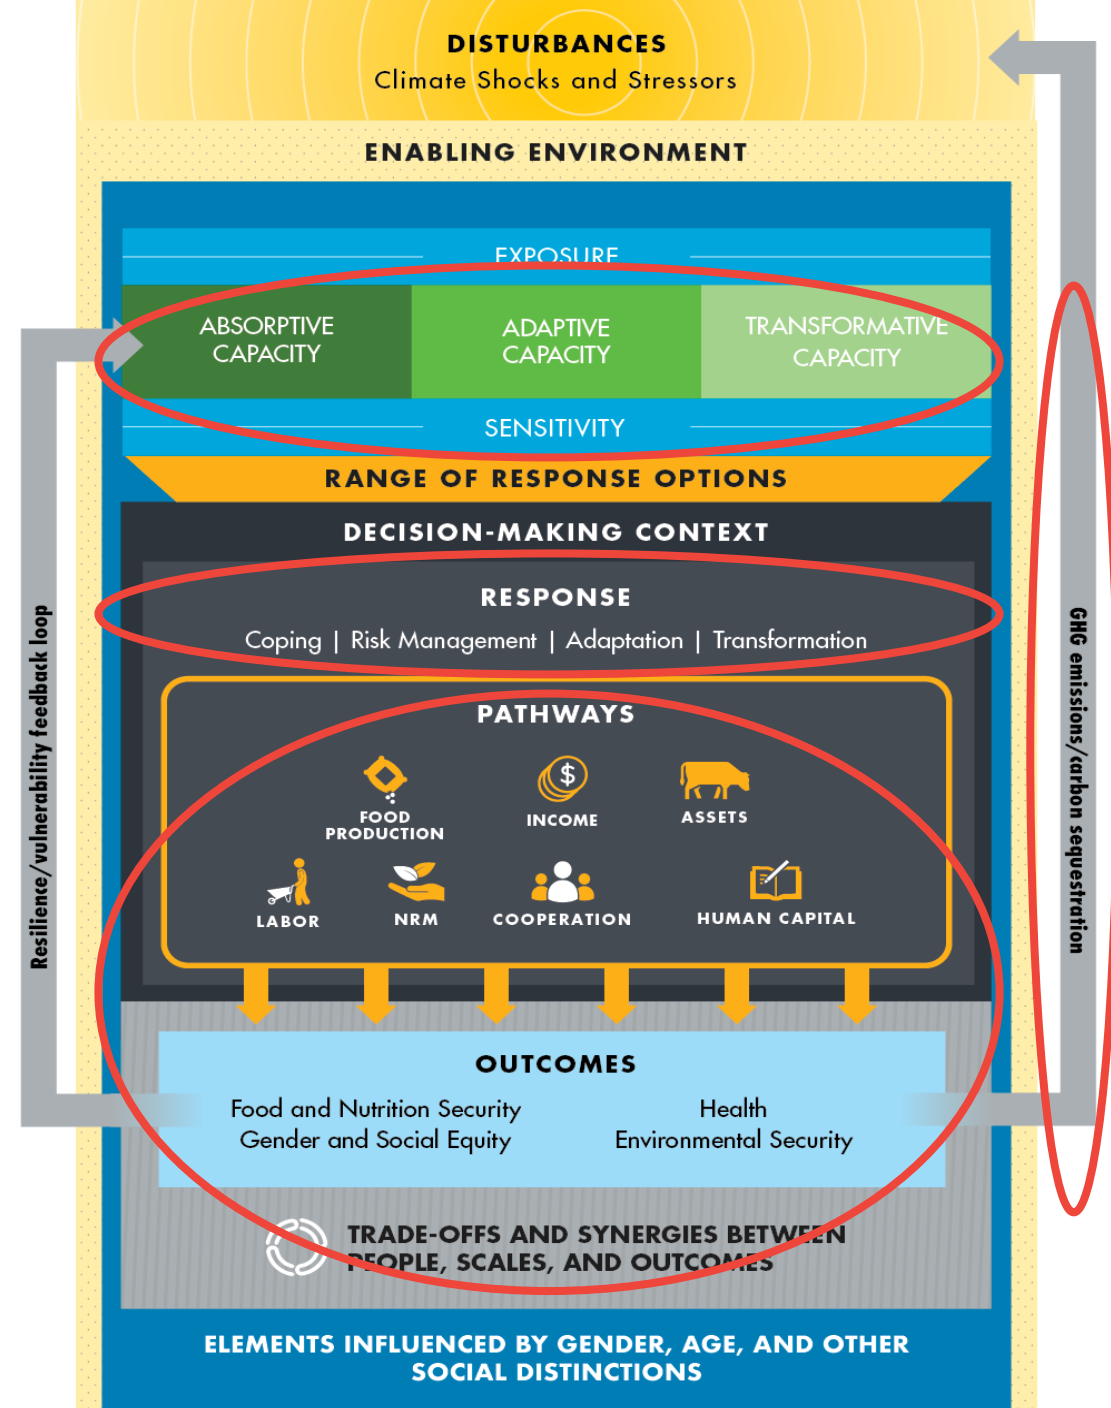 DISTURBANCES
Climate Shocks and Stressors
ENABLING ENVIRONMENT
EXPOSURE
ABSORPTIVE
CAPACITY
ADAPTIVE
CAPACITY
TRANSFORMATIVE
CAPACITY
SENSITIVITY
RANGE OF RESPONSE OPTIONS
DECISION-MAKING CONTEXT
RESPONSE
Coping | Risk Management | Adaptation | Transformation
PATHWAYS
FOOD
PRODUCTION
INCOME
ASSETS
LABOR
NRM
COOPERATION
HUMAN CAPITAL
OUTCOMES
Food and Nutrition Security
Gender and Social Equity
Health
Environmental Security
TRADE-OFFS AND SYNERGIES BETWEEN
PEOPLE, SCALES, AND OUTCOMES
ELEMENTS INFLUENCED BY GENDER, AGE, AND OTHER
SOCIAL DISTINCTIONS
Resilience/vulnerability feedback loop
GHG emissions/carbon sequestration
$